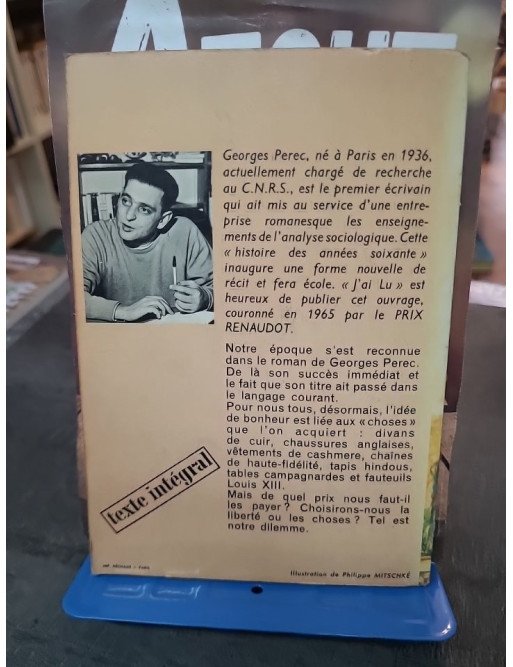 Georges Perec, né à Paris en 1936,
actuellement chargé de recherche
au C.N.R.S., est le premier écrivain
qui ait mis au service d'une entre-
prise romanesque les enseigne-
ments de l'analyse sociologique. Cette
« histoire des années soixante »
inaugure une forme nouvelle de
récit et fera école. « J'ai Lu » est
heureux de publier cet ouvrage,
couronné en 1965 par le PRIX
RENAUDOT.
Notre époque s'est reconnue
dans le roman de Georges Perec.
De là son succès immédiat et
le fait que son titre ait passé dans
le langage courant.
Pour nous tous, désormais, l'idée
de bonheur est liée aux « choses »
que l'on acquiert : divans
de cuir, chaussures anglaises,
vêtements de cashmere, chaînes
de haute-fidélité, tapis hindous,
tables campagnardes et fauteuils
Louis XIII.
Mais de quel prix nous faut-il
les payer ? Choisirons-nous la
liberté ou les choses ? Tel est
notre dilemme.
texte intégral
Illustration de Philippe MITSCHKÉ